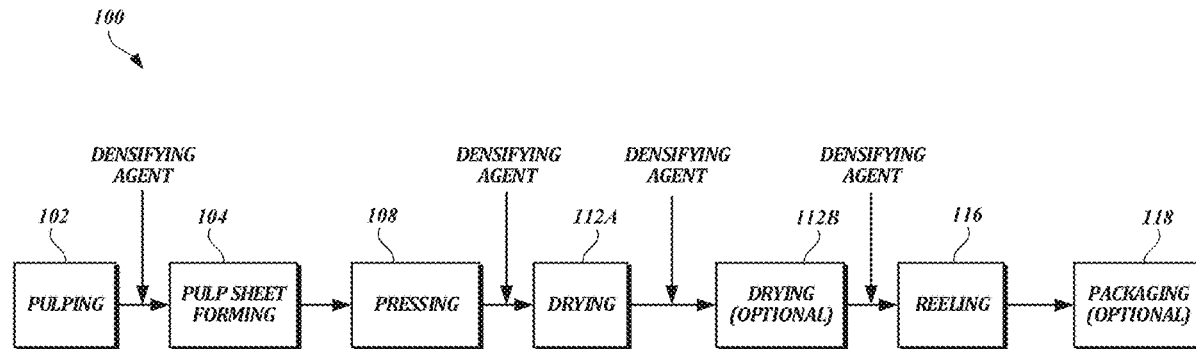 100
DENSIFYING
AGENT
DENSIFYING
AGENT
DENSIFYING
AGENT
DENSIFYING
AGENT
102
104
108
112A
112B
116
118
PULPING
PULP SHEET
FORMING
PRESSING
DRYING
DRYING
(OPTIONAL)
REELING
PACKAGING
(OPTIONAL)